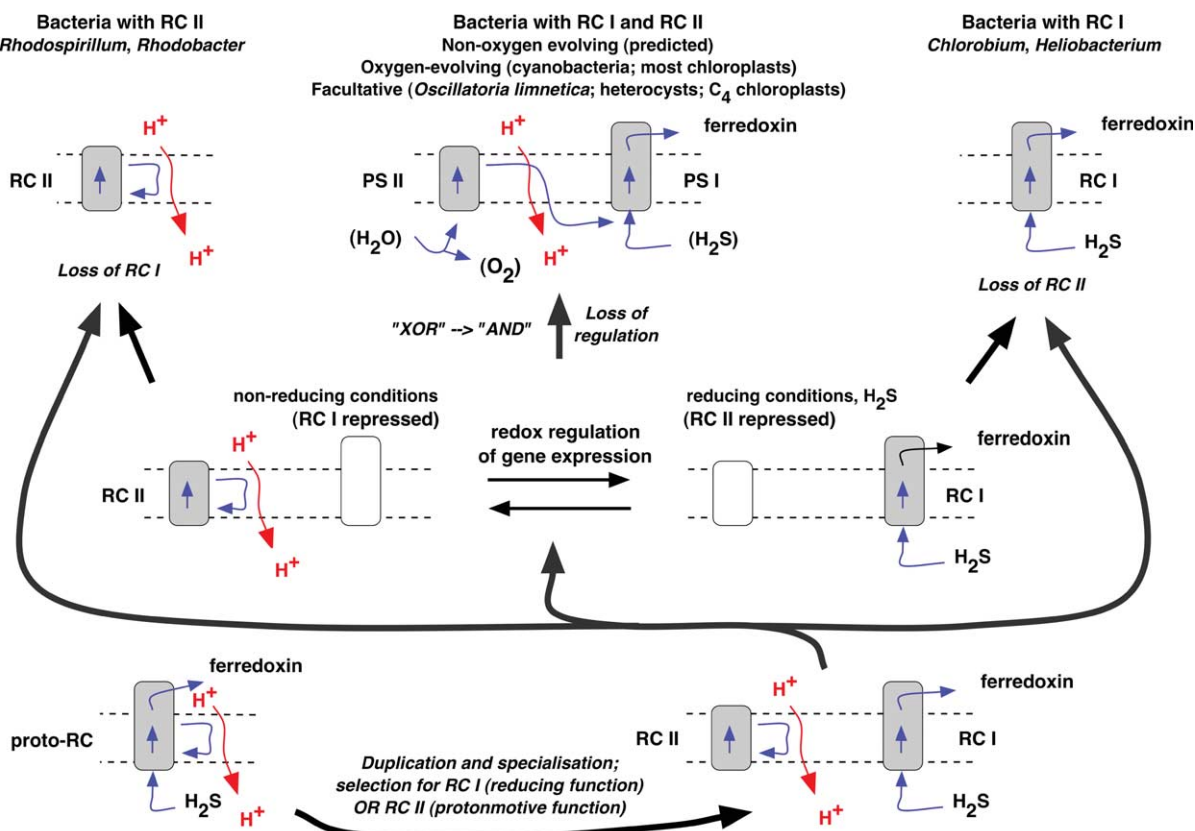 Bacteria with RC II
Rhodospirillum, Rhodobacter
Bacteria with RC I and RC II
Non-oxygen evolving (predicted)
Oxygen-evolving (cyanobacteria; most chloroplasts)
Facultative (Oscillatoria limnetica; heterocysts; C4 chloroplasts)
Bacteria with RC I
Chlorobium, Heliobacterium
H+
RC II
H+
Loss of RC I
H+
ferredoxin
PS II
PS I
(H2O)
(O2)
H+
(H2S)
ferredoxin
RC I
H2S
Loss of RC II
"XOR" --> "AND"
Loss of
regulation
non-reducing conditions
(RC I repressed)
H+
RC II
H+
redox regulation
of gene expression
reducing conditions, H2S
(RC II repressed)
ferredoxin
RC I
H2S
ferredoxin
H+
proto-RC
H2S
H+
Duplication and specialisation;
selection for RC I (reducing function)
OR RC II (protonmotive function)
H+
ferredoxin
RC II
RC I
H+
H2S